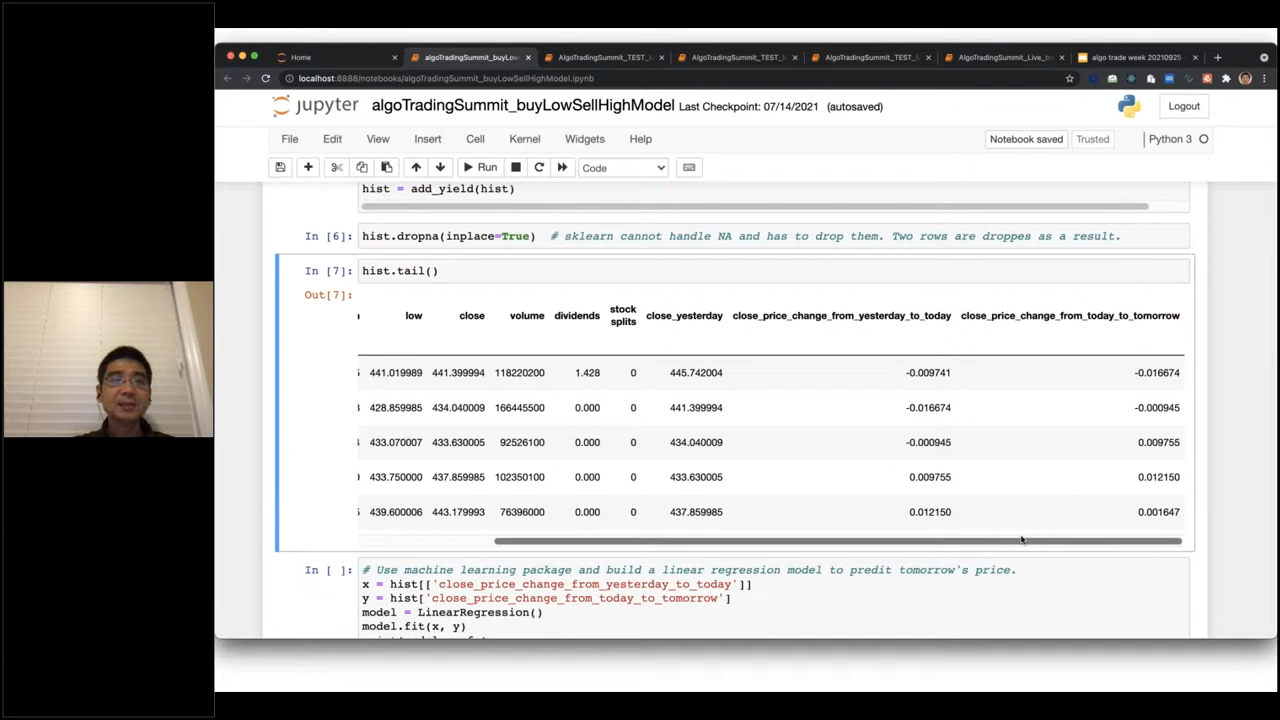 Home
algoTradingSummit_buyLowSel
AlgoTradingSummit_TEST_
AlgoTradingSummit_TEST_
AlgoTradingSummit_TEST_
AlgoTradingSummit_Live_tr
algo trade week 20210925
localhost:8888/notebooks/algoTradingSummit_buyLowSellHighModel.ipynb
jupyter algoTradingSummit_buyLowSellHighModel Last Checkpoint: 07/14/2021 (autosaved) Logout
File Edit View Insert Cell Kernel Widgets Help Notebook saved Trusted Python 3
Run Code
hist = add_yield(hist)
In [6]: hist.dropna(inplace=True) # sklearn cannot handle NA and has to drop them. Two rows are droppes as a result.
In [7]: hist.tail()
Out[7]:
low close volume dividends stock splits close_yesterday close_price_change_from_yesterday_to_today close_price_change_from_today_to_tomorrow
441.019989 441.399994 118220200 1.428 0 445.742004 -0.009741 -0.016674
428.859985 434.040009 166445500 0.000 0 441.399994 -0.016674 -0.000945
433.070007 433.630005 92526100 0.000 0 434.040009 -0.000945 0.009755
433.750000 437.859985 102350100 0.000 0 433.630005 0.009755 0.012150
439.600006 443.179993 76396000 0.000 0 437.859985 0.012150 0.001647
In [ ]: # Use machine learning package and build a linear regression model to predit tomorrow's price.
x = hist[['close_price_change_from_yesterday_to_today']]
y = hist['close_price_change_from_today_to_tomorrow']
model = LinearRegression()
model.fit(x, y)